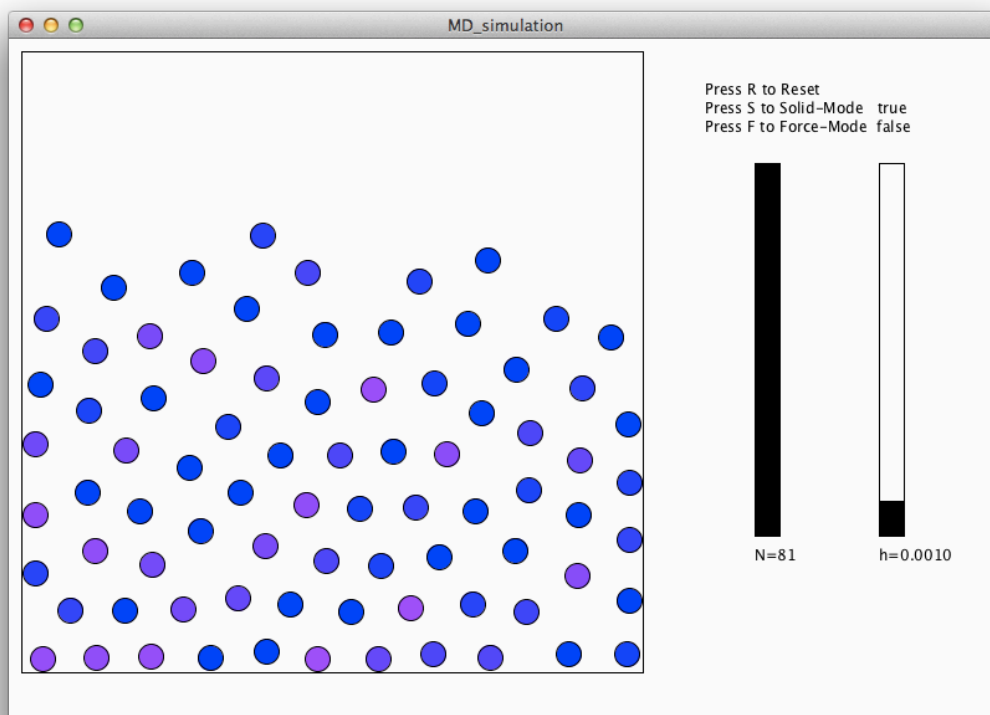 MD_simulation
Press R to Reset
Press S to Solid-Mode true
Press F to Force-Mode false
N=81
h=0.0010